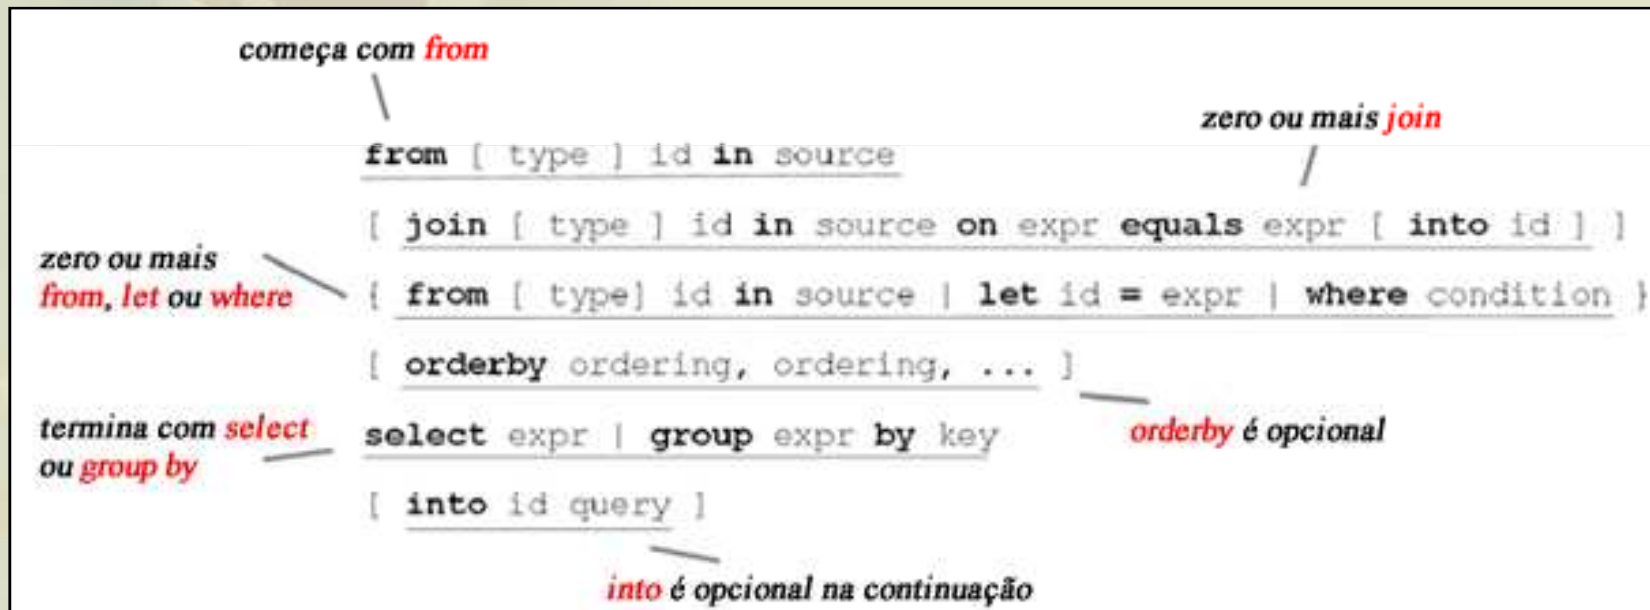 começa com from
zero ou mais join
from [ type ] id in source
[ join [ type ] id in source on expr equals expr [ into id ] ]
zero ou mais
from, let ou where
{ from [ type] id in source | let id = expr | where condition }
[ orderby ordering, ordering, ... ]
termina com select
ou group by
select expr | group expr by key
orderby é opcional
[ into id query ]
into é opcional na continuação